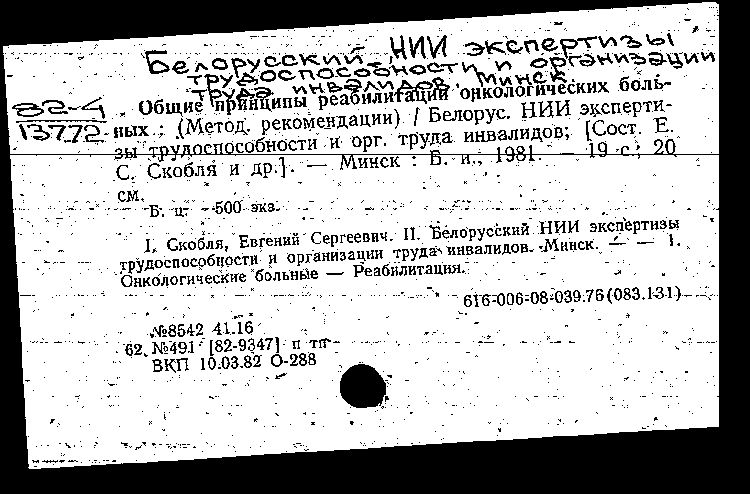 Белорусский НИИ экспертизы
трудоспособности и организации
труда инвалидов, Минск.
82-4
13772
Общие принципы реабилитации онкологических боль-
ных : (Метод. рекомендации) / Белорус. НИИ эксперти-
зы трудоспособности и орг. труда инвалидов; [Сост. Е.
С. Скобля и др.]. — Минск : Б. и., 1981. — 19 с.; 20
см.
Б. ц. 500 экз.
I. Скобля, Евгений Сергеевич. II. Белорусский НИИ экспертизы
трудоспособности и организации труда инвалидов. Минск. — — 1.
Онкологические больные — Реабилитация.
616-006-08-039.76(083.131)
№8542 41.16
62 №491 [82-9347] п тп
ВКП 10.03.82 О-288